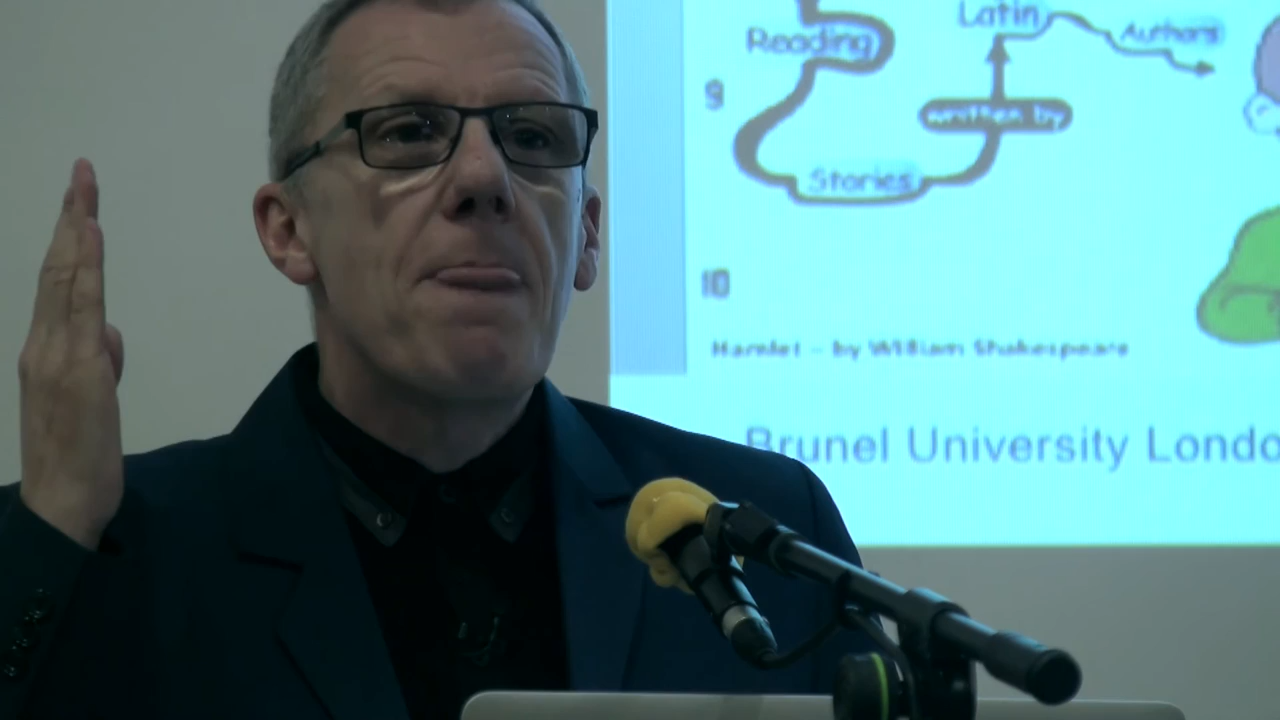 Reading
Latin
Authors
9
written by
Stories
10
Hamlet - by William Shakespeare
Brunel University Londo